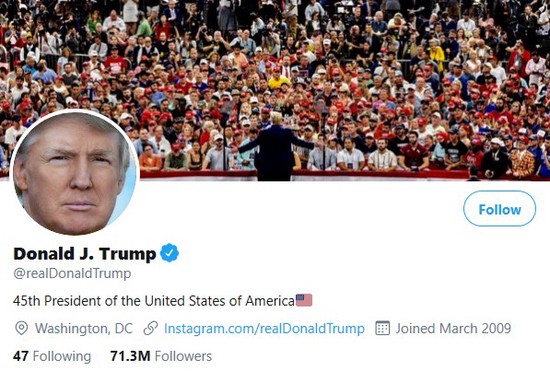 Donald J. Trump
Follow
@realDonaldTrump
45th President of the United States of America
Washington, DC Instagram.com/realDonaldTrump Joined March 2009
47 Following 71.3M Followers